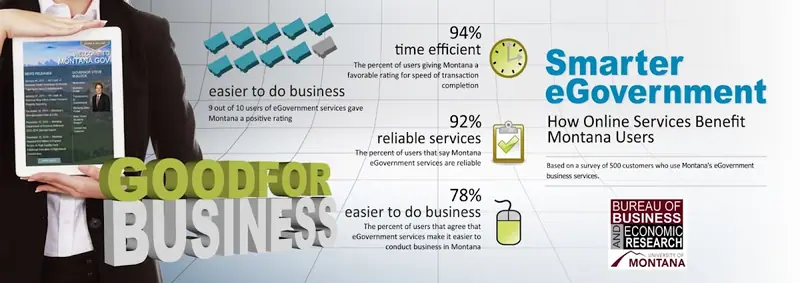 WELCOME TO
MONTANA.GOV
GOOD FOR
BUSINESS
easier to do business
9 out of 10 users of eGovernment services gave
Montana a positive rating
94%
time efficient
The percent of users giving Montana a
favorable rating for speed of transaction
completion
92%
reliable services
The percent of users that say Montana
eGovernment services are reliable
78%
easier to do business
The percent of users that agree that
eGovernment services make it easier to
conduct business in Montana
Smarter
eGovernment
How Online Services Benefit
Montana Users
Based on a survey of 500 customers who use Montana's eGovernment
business services.
BUREAU OF
BUSINESS
AND ECONOMIC
RESEARCH
UNIVERSITY OF
MONTANA